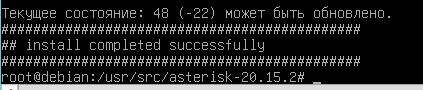 Текущее состояние: 48 (-22) может быть обновлено.
#############################################
## install completed successfully
#############################################
root@debian:/usr/src/asterisk-20.15.2# _